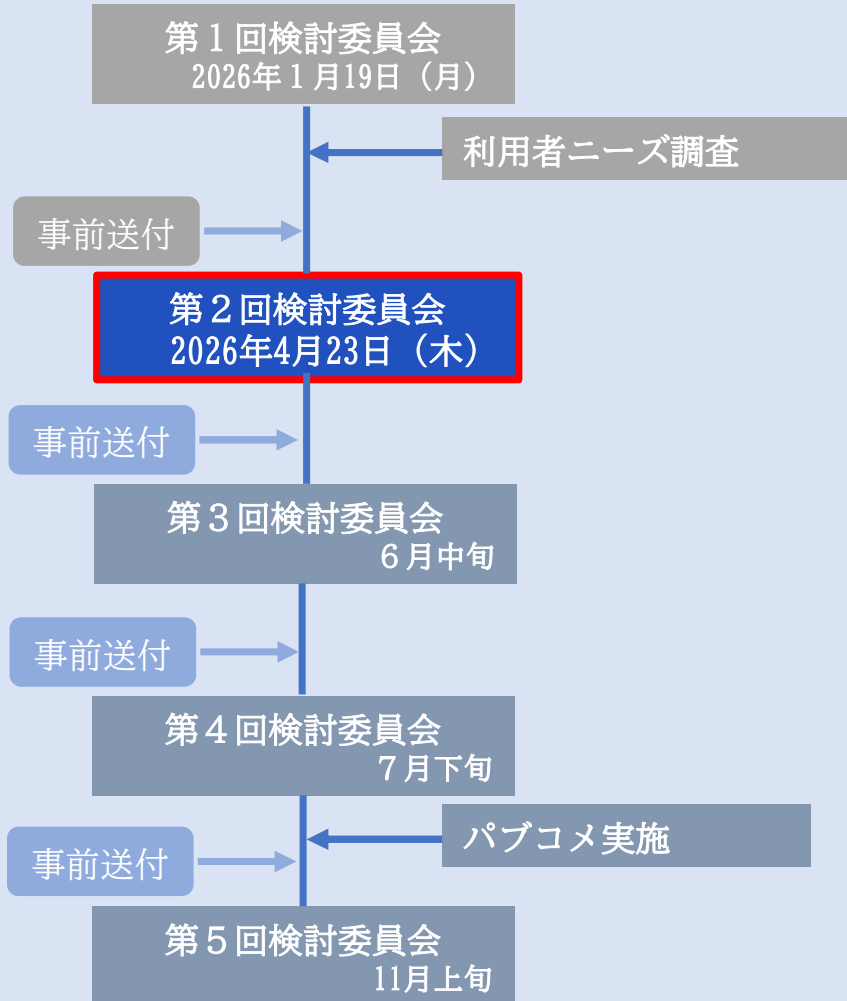 第１回検討委員会
2026年１月19日（月）
利用者ニーズ調査
事前送付
第２回検討委員会
2026年4月23日（木）
事前送付
第３回検討委員会
６月中旬
事前送付
第４回検討委員会
７月下旬
パブコメ実施
事前送付
第５回検討委員会
11月上旬